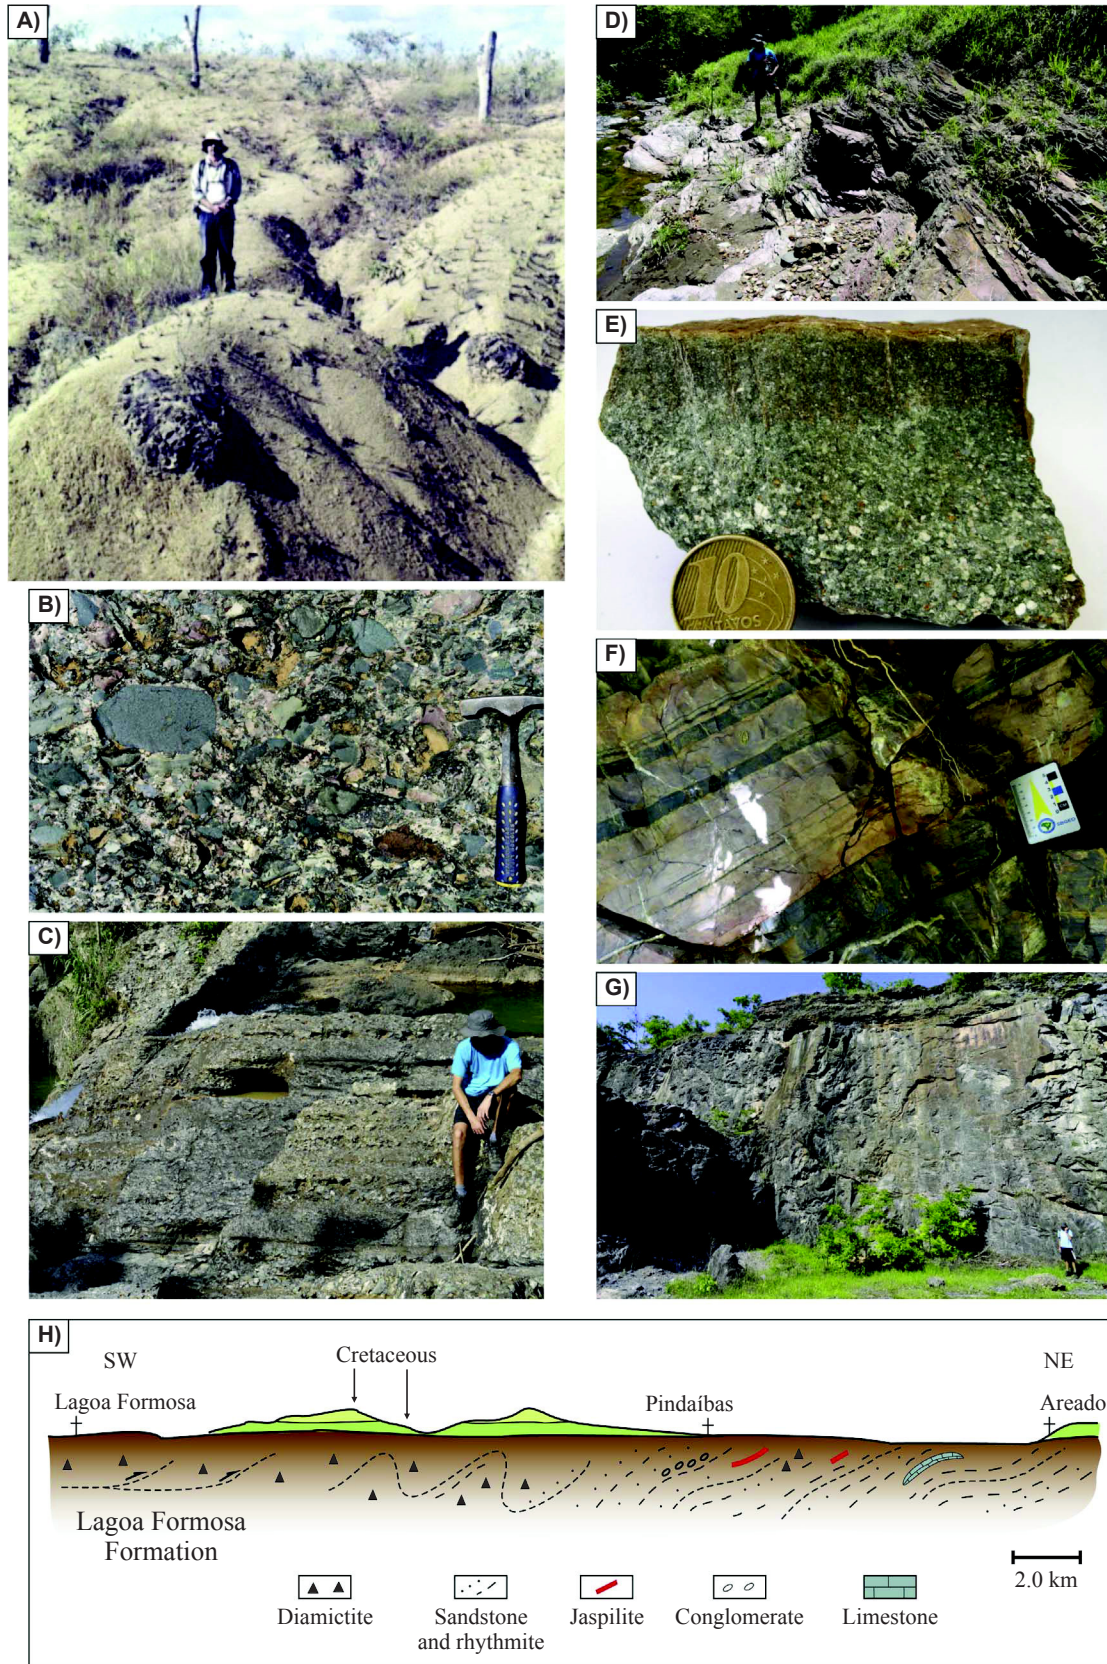 A)
B)
C)
D)
E)
10
F)
G)
H)
SW
Cretaceous
NE
Lagoa Formosa
Pindaíbas
Areado
Lagoa Formosa
Formation
2.0 km
Diamictite
Sandstone
and rhythmite
Jaspilite
Conglomerate
Limestone